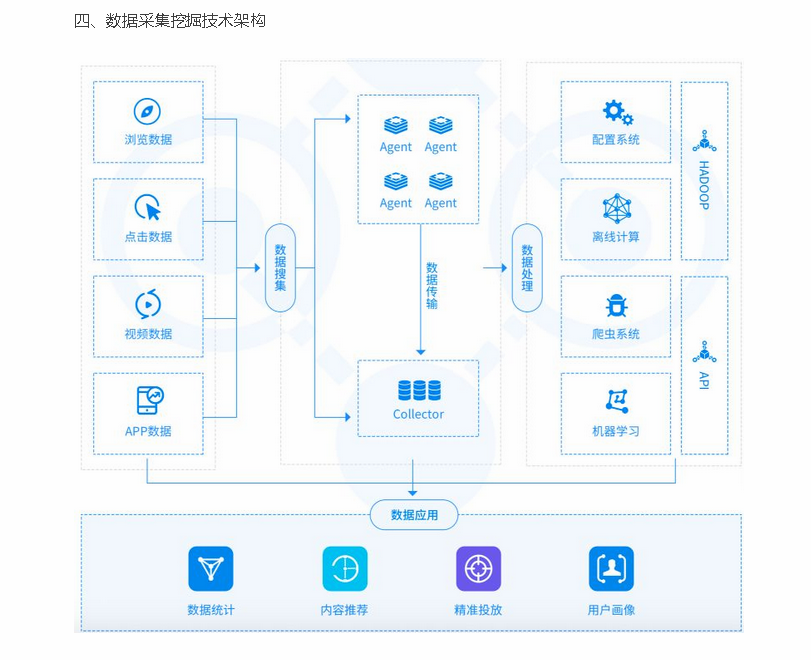 四、数据采集挖掘技术架构
浏览数据
点击数据
视频数据
APP数据
数据搜集
Agent Agent
Agent Agent
数据传输
Collector
数据处理
配置系统
离线计算
爬虫系统
机器学习
HADOOP
API
数据应用
数据统计
内容推荐
精准投放
用户画像